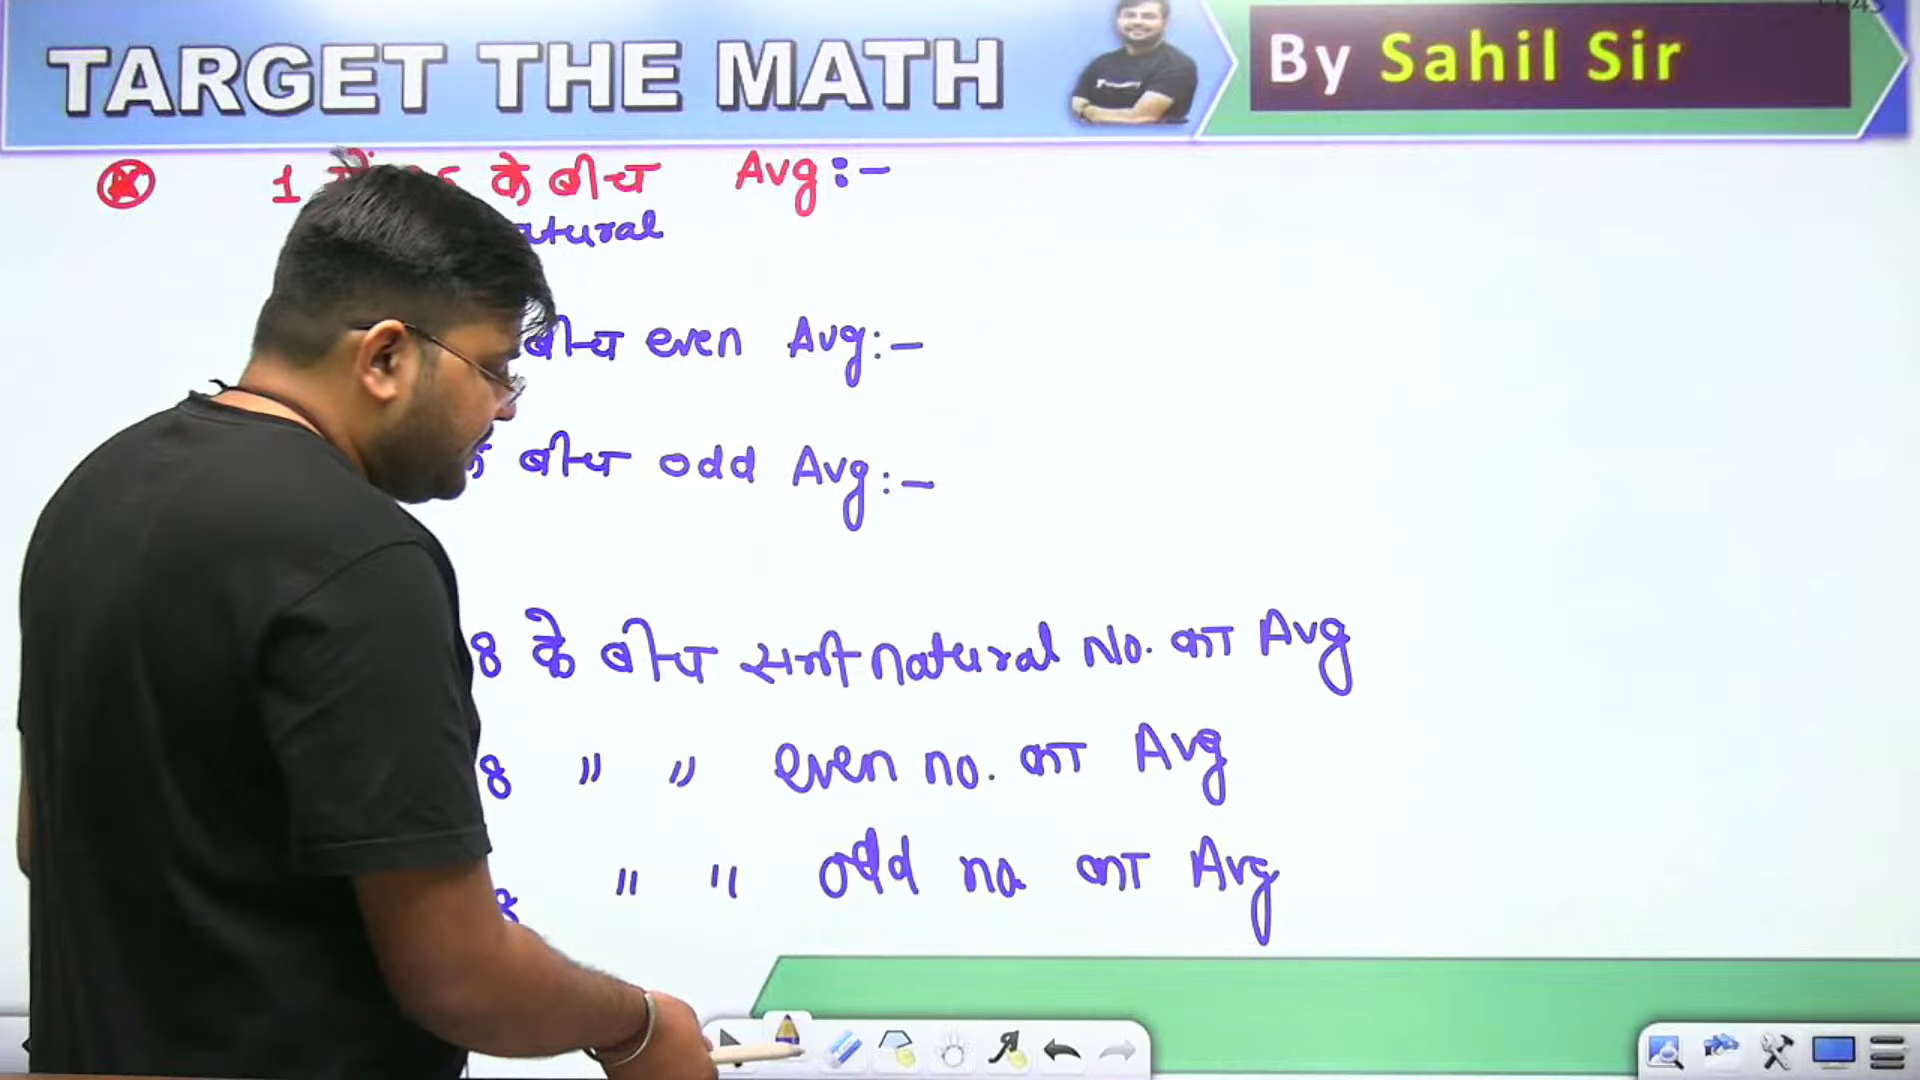 TARGET THE MATH
By Sahil Sir
1 के बीच Avg:-
बीच even Avg:-
बीच odd Avg:-
8 के बीच सभी natural No. का Avg
8 " " even no. का Avg
8 " " odd no. का Avg